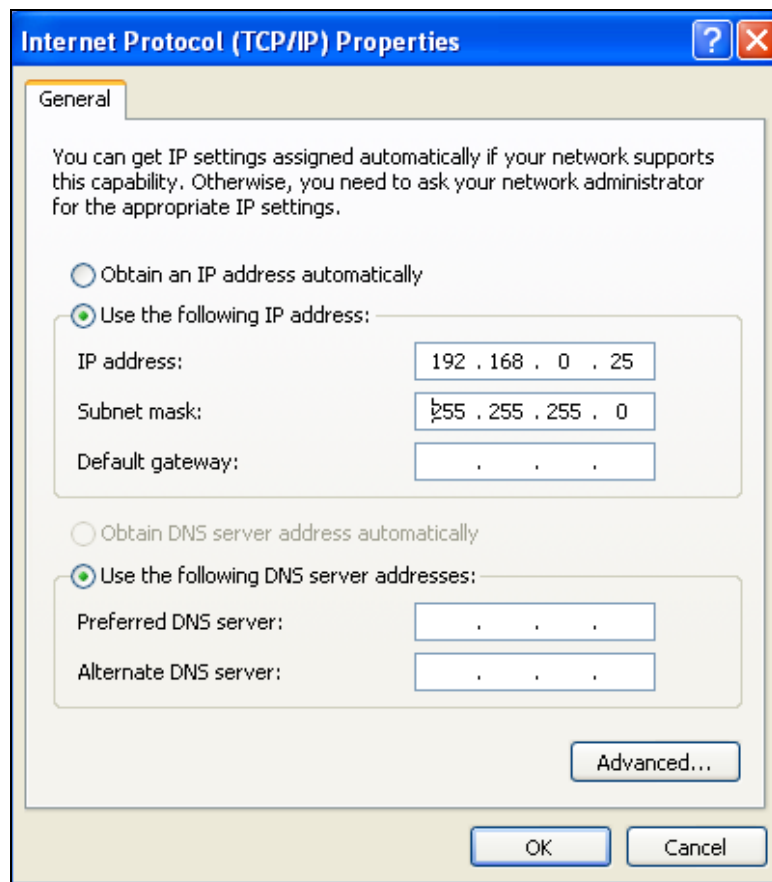 Internet Protocol (TCP/IP) Properties
General
You can get IP settings assigned automatically if your network supports
this capability. Otherwise, you need to ask your network administrator
for the appropriate IP settings.
Obtain an IP address automatically
Use the following IP address:
IP address: 192 . 168 . 0 . 25
Subnet mask: 255 . 255 . 255 . 0
Default gateway: . . .
Obtain DNS server address automatically
Use the following DNS server addresses:
Preferred DNS server: . . .
Alternate DNS server: . . .
Advanced...
OK Cancel